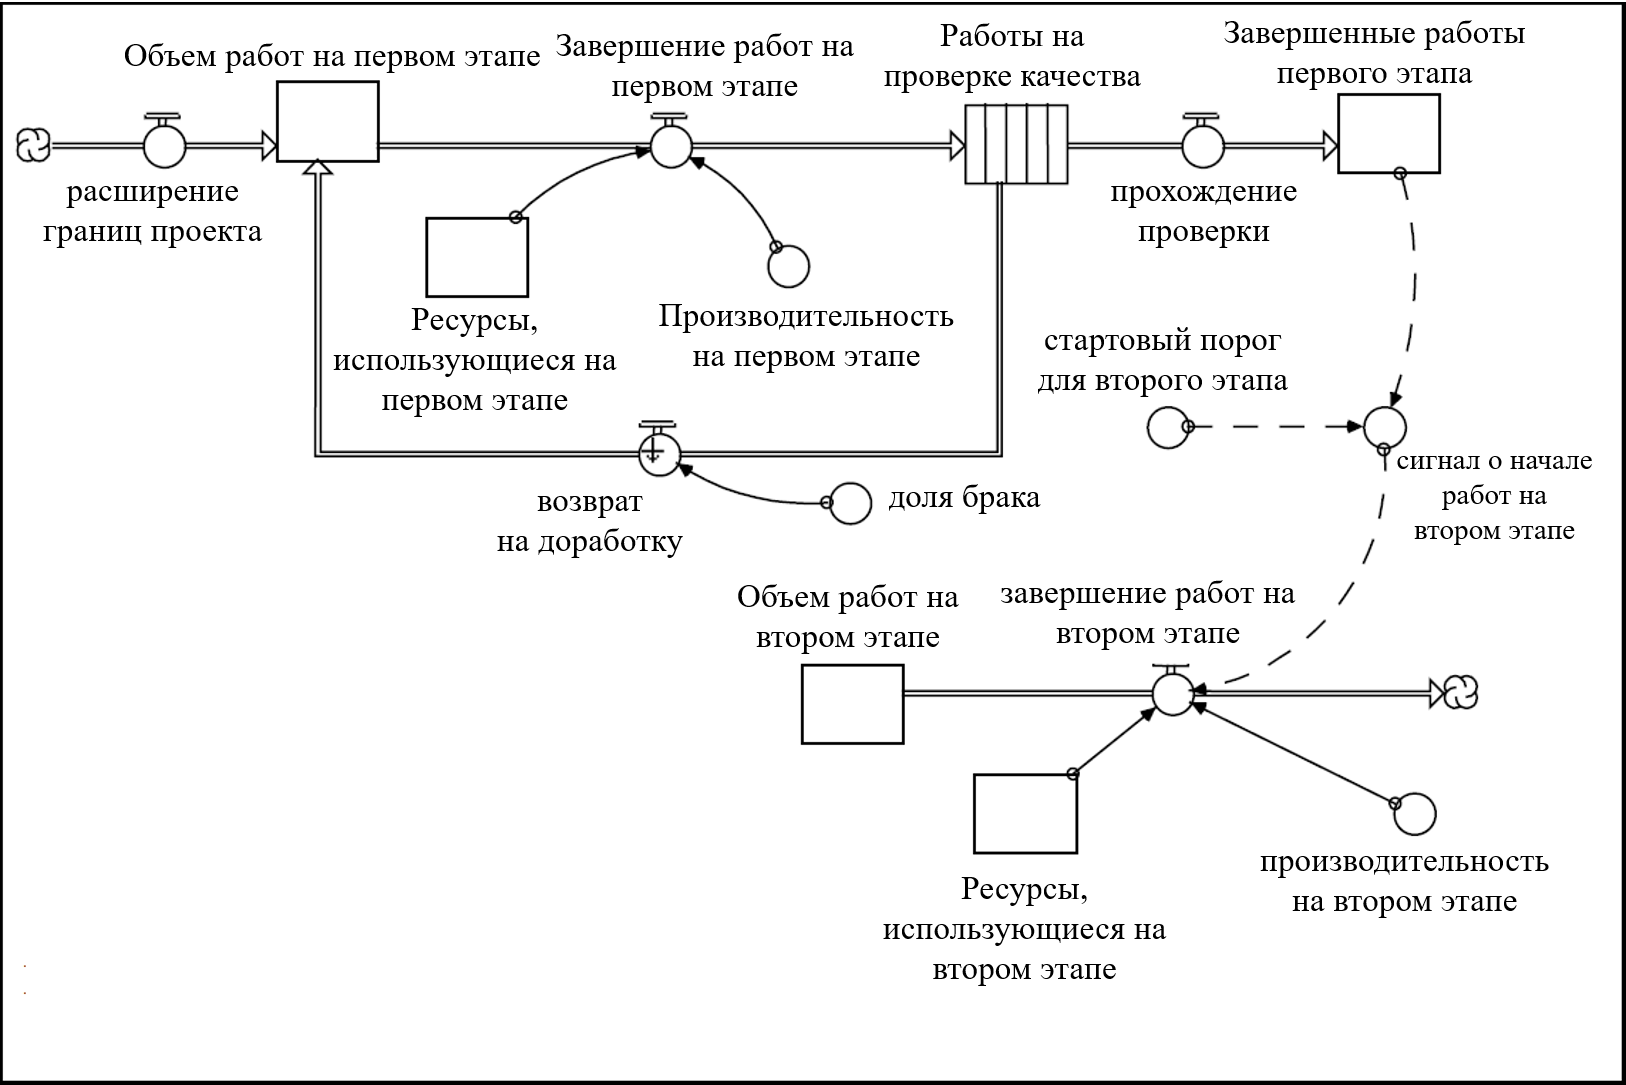 Объем работ на первом этапе
Завершение работ на
первом этапе
Работы на
проверке качества
Завершенные работы
первого этапа
расширение
границ проекта
прохождение
проверки
Ресурсы,
использующиеся на
первом этапе
Производительность
на первом этапе
стартовый порог
для второго этапа
сигнал о начале
работ на
втором этапе
возврат
на доработку
доля брака
Объем работ на
втором этапе
завершение работ на
втором этапе
Ресурсы,
использующиеся на
втором этапе
производительность
на втором этапе